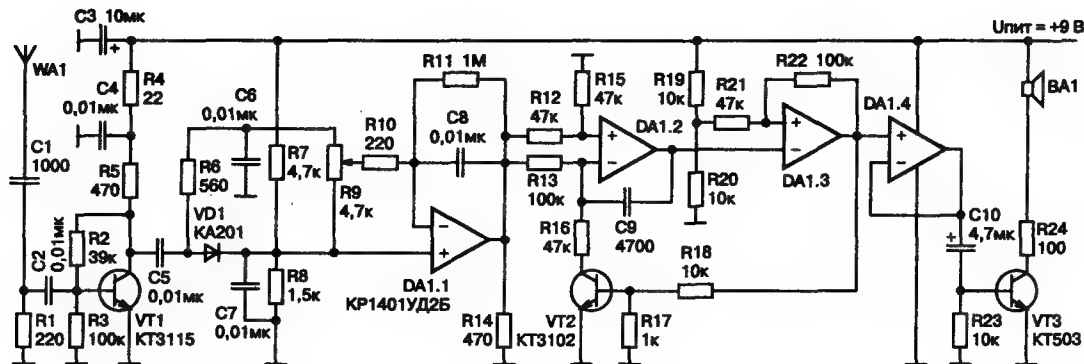 C3 10мк
Uпит = +9 В
WA1
C4
0,01мк
R4
22
R11 1М
R15
47к
R19
10к
R21
47к
R22 100к
BA1
C1
1000
R5
470
C6
0,01мк
R10
220
C8
0,01мк
R12
47к
DA1.2
DA1.4
R6
560
R7
4,7к
R9
4,7к
R13
100к
DA1.3
R20
10к
C2
0,01мк
R2
39к
VD1
КА201
R16
47к
C9
4700
C10
4,7мк
R24
100
C5
0,01мк
R8
1,5к
DA1.1
КР1401УД2Б
R18
10к
R1
220
R3
100к
VT1
КТ3115
C7
0,01мк
R14
470
VT2
КТ3102
R17
1к
R23
10к
VT3
КТ503
+
+
−
+
−
+
−
+
−
+